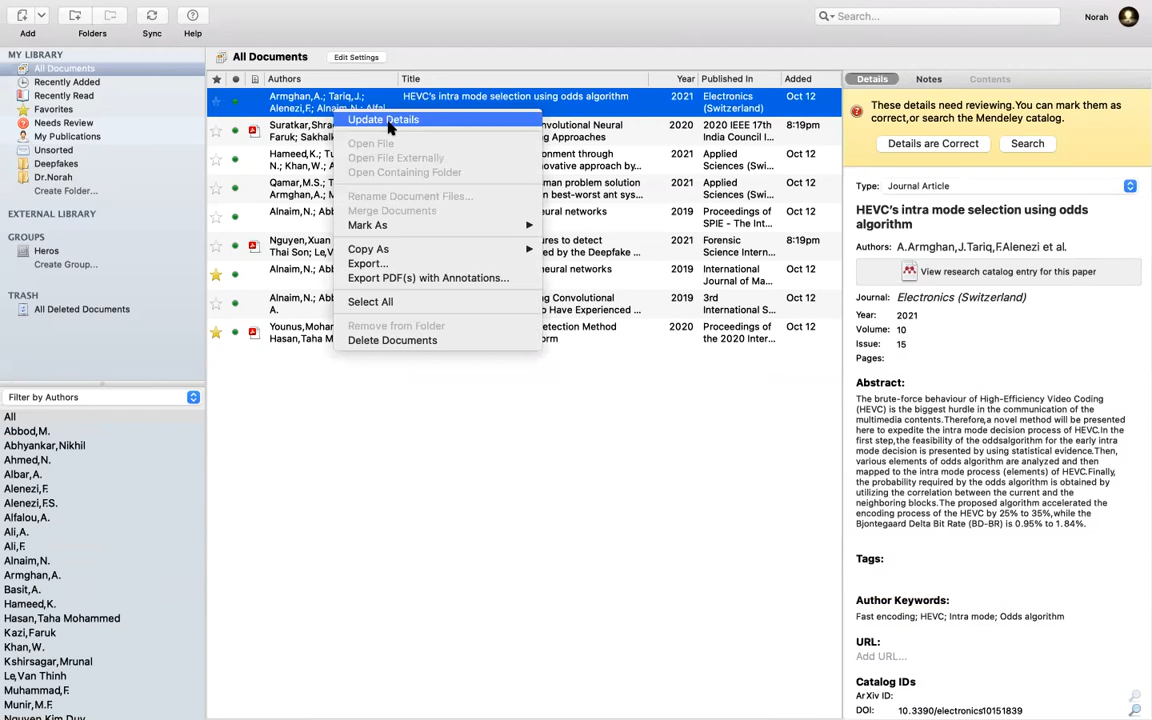 Search...
Norah
Add
Folders
Sync
Help
MY LIBRARY
All Documents
Recently Added
Recently Read
Favorites
Needs Review
My Publications
Unsorted
Deepfakes
Dr.Norah
Create Folder...
EXTERNAL LIBRARY
GROUPS
Heros
Create Group...
TRASH
All Deleted Documents
Filter by Authors
All
Abbod,M.
Abhyankar,Nikhil
Ahmed,N.
Albar,A.
Alenezi,F.
Alenezi,F.S.
Alfalou,A.
Ali,A.
Ali,F.
Alnaim,N.
Armghan,A.
Basit,A.
Hameed,K.
Hasan,Taha Mohammed
Kazi,Faruk
Khan,W.
Kshirsagar,Mrunal
Le,Van Thinh
Muhammad,F.
Munir,M.F.
Nguyen Kim Duy
All Documents
Edit Settings
Authors Title Year Published In Added
Armghan,A.; Tariq,J.; HEVC's intra mode selection using odds algorithm 2021 Electronics Oct 12
Alenezi,F.; Alnaim,N.; Alfal... (Switzerland)
Suratkar,Shra onvolutional Neural 2020 2020 IEEE 17th 8:19pm
Faruk; Sakhalk ng Approaches India Council I...
Hameed,K.; Tu onment through 2021 Applied Oct 12
N.; Khan,W.; A ovative approach by... Sciences (Sw...
Qamar,M.S.; T man problem solution 2021 Applied Oct 12
Armghan,A.; M n best-worst ant sys... Sciences (Sw...
Alnaim,N.; Abb eural networks 2019 Proceedings of Oct 12
SPIE - The Int...
Nguyen,Xuan ures to detect Forensic 8:19pm
Thai Son; Le,V ed by the Deepfake ... Science Intern...
Alnaim,N.; Abb eural networks 2019 International Oct 12
Journal of Ma...
Alnaim,N.; Abb ng Convolutional 2019 3rd Oct 12
A. Have Experienced ... International S...
Younus,Mohar etection Method 2020 Proceedings of Oct 12
Hasan,Taha M orm the 2020 Inter...
Update Details
Open File
Open File Externally
Open Containing Folder
Rename Document Files...
Merge Documents
Mark As
Copy As
Export...
Export PDF(s) with Annotations...
Select All
Remove from Folder
Delete Documents
Details Notes Contents
These details need reviewing.You can mark them as
correct,or search the Mendeley catalog.
Details are Correct Search
Type: Journal Article
HEVC's intra mode selection using odds
algorithm
Authors: A.Armghan,J.Tariq,F.Alenezi et al.
View research catalog entry for this paper
Journal: Electronics (Switzerland)
Year: 2021
Volume: 10
Issue: 15
Pages:
Abstract:
The brute-force behaviour of High-Efficiency Video Coding
(HEVC) is the biggest hurdle in the communication of the
multimedia contents.Therefore,a novel method will be presented
here to expedite the intra mode decision process of HEVC.In the
first step,the feasibility of the oddsalgorithm for the early intra
mode decision is presented by using statistical evidence.Then,
various elements of odds algorithm are analyzed and then
mapped to the intra mode process (elements) of HEVC.Finally,
the probability required by the odds algorithm is obtained by
utilizing the correlation between the current and the
neighboring blocks.The proposed algorithm accelerated the
encoding process of the HEVC by 25% to 35%,while the
Bjontegaard Delta Bit Rate (BD-BR) is 0.95% to 1.84%.
Tags:
Author Keywords:
Fast encoding; HEVC; Intra mode; Odds algorithm
URL:
Add URL...
Catalog IDs
ArXiv ID:
DOI: 10.3390/electronics10151839